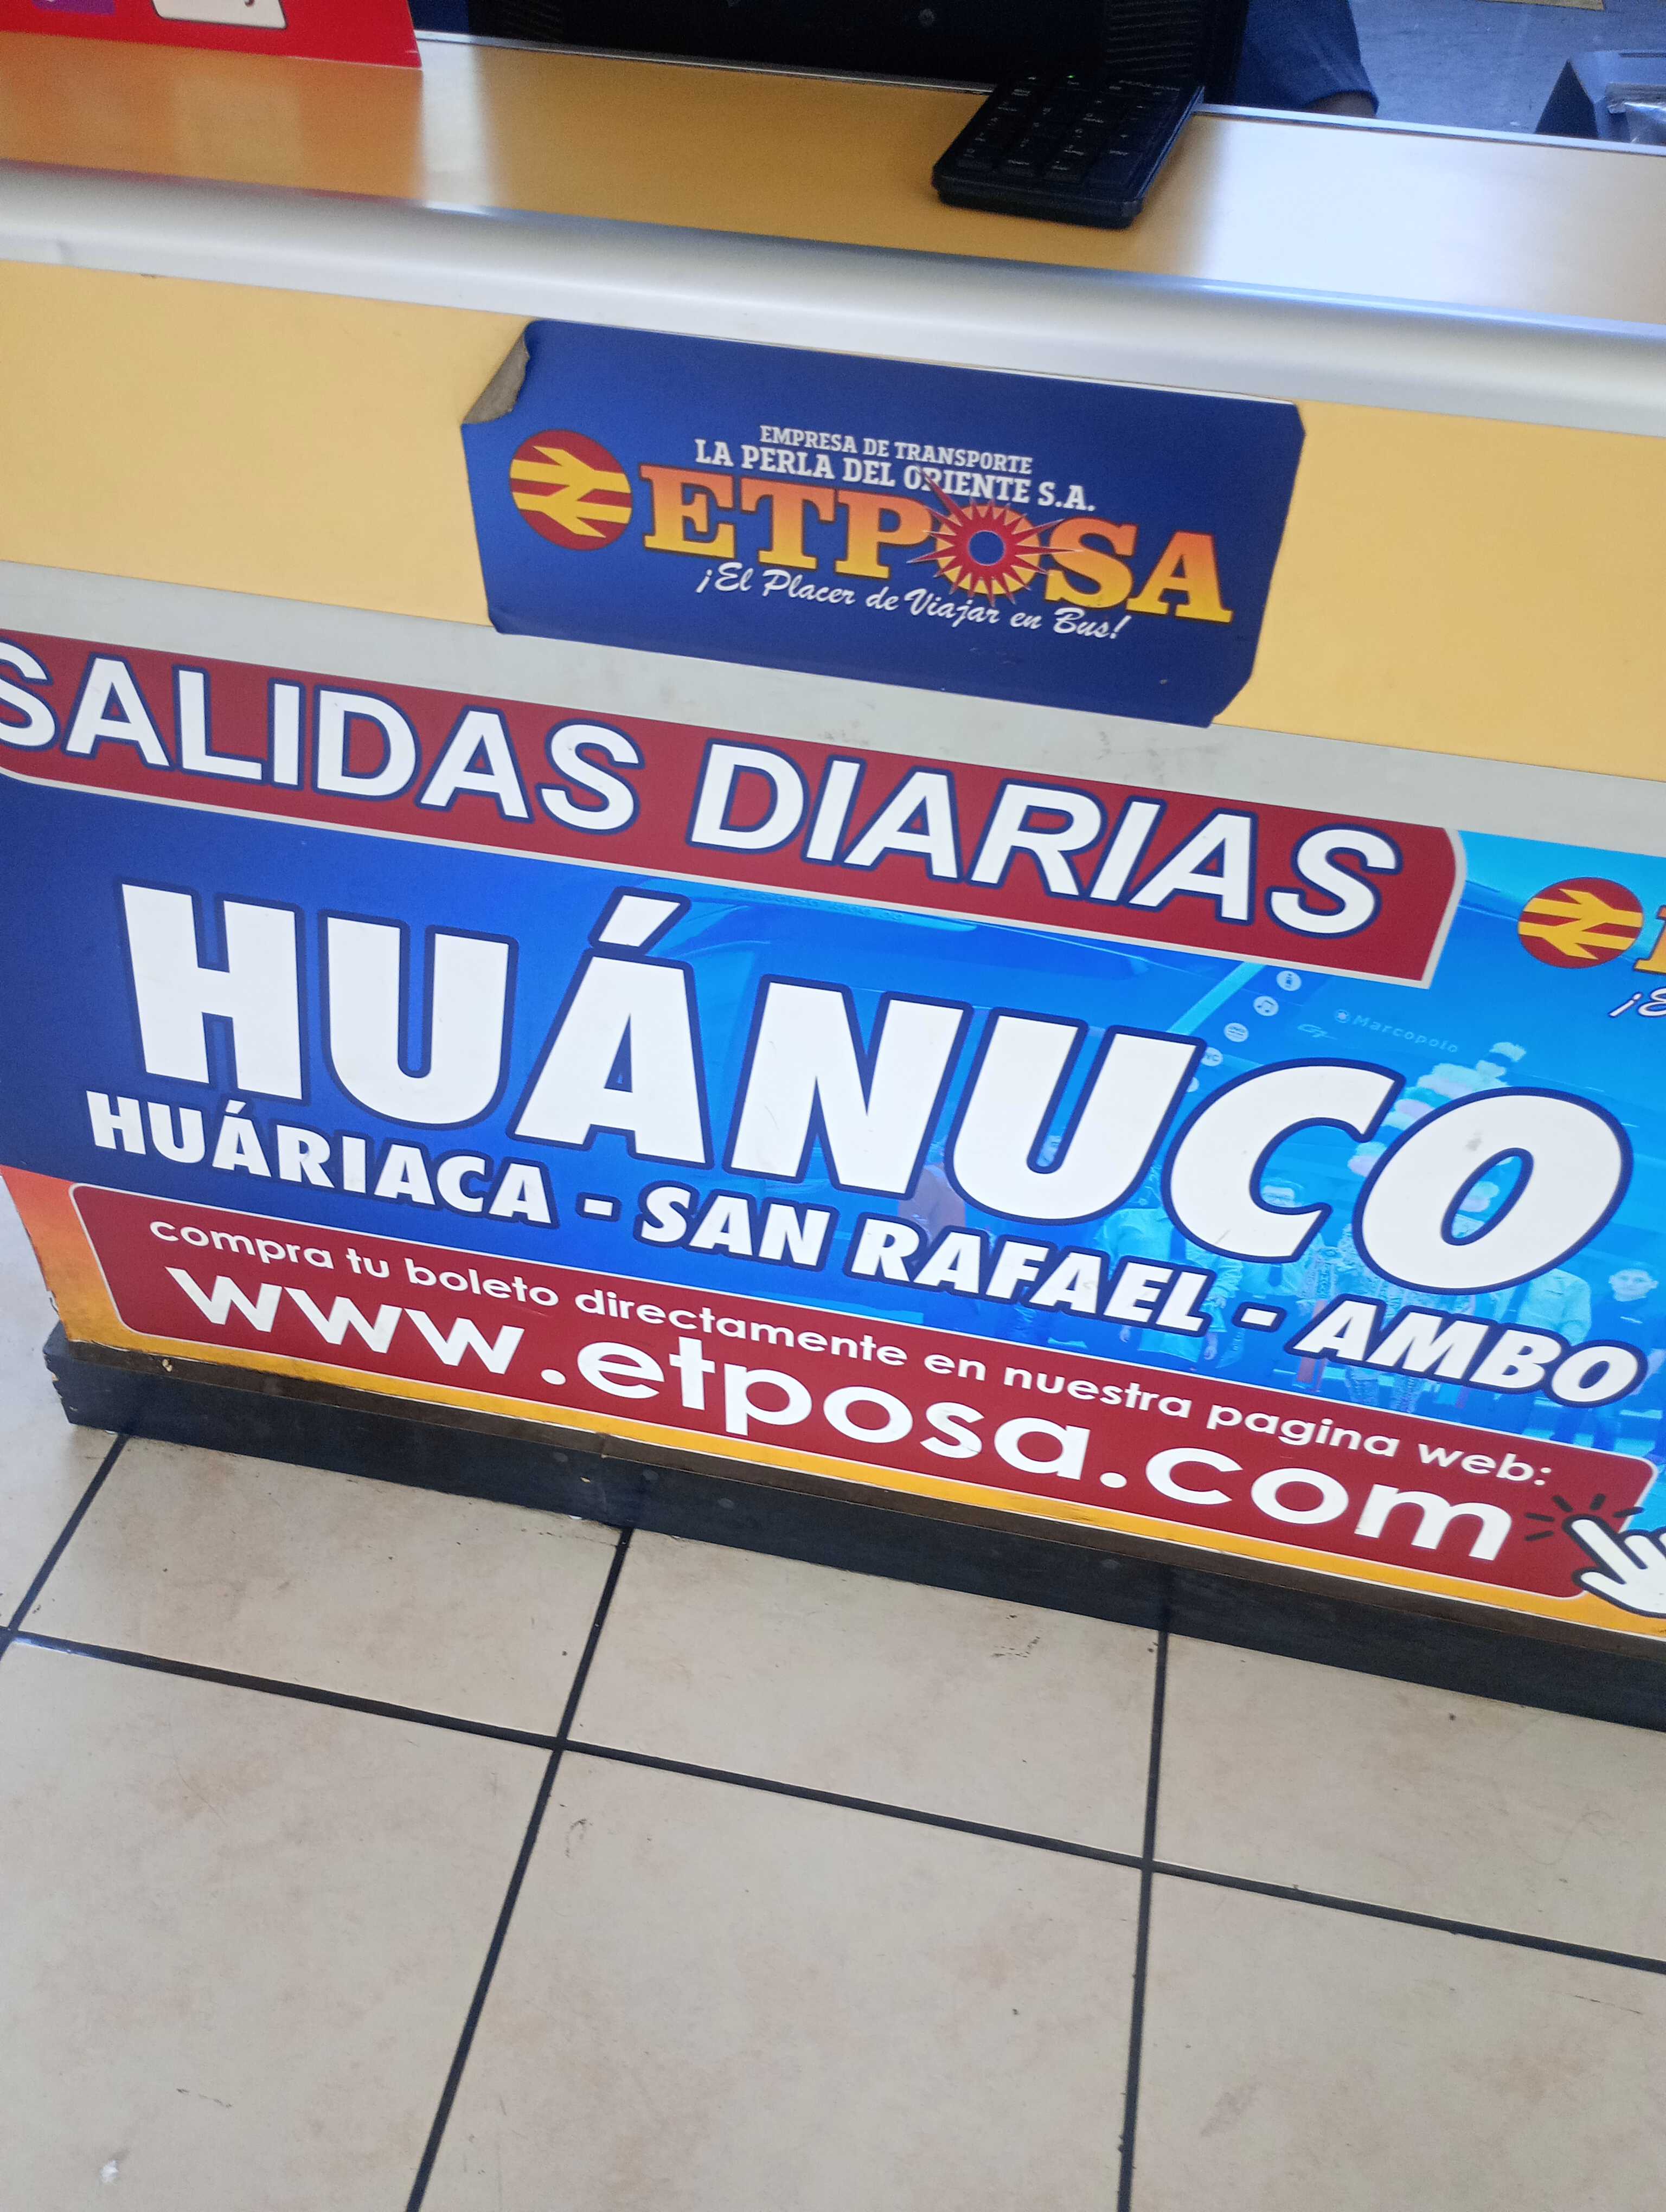 EMPRESA DE TRANSPORTE
LA PERLA DEL ORIENTE S.A.
ETPOSA
¡El Placer de Viajar en Bus!
SALIDAS DIARIAS
HUÁNUCO
Marcopolo
HUÁRIACA - SAN RAFAEL - AMBO
compra tu boleto directamente en nuestra pagina web:
www.etposa.com